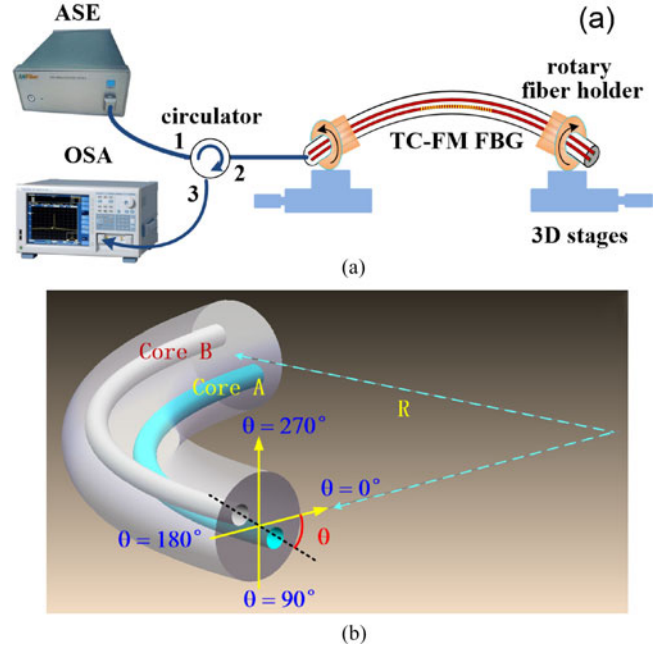 ASE
(a)
rotary
fiber holder
circulator
1
2
3
OSA
TC-FM FBG
3D stages
(a)
Core B
Core A
R
θ=270°
θ=0°
θ=180°
θ
θ=90°
(b)